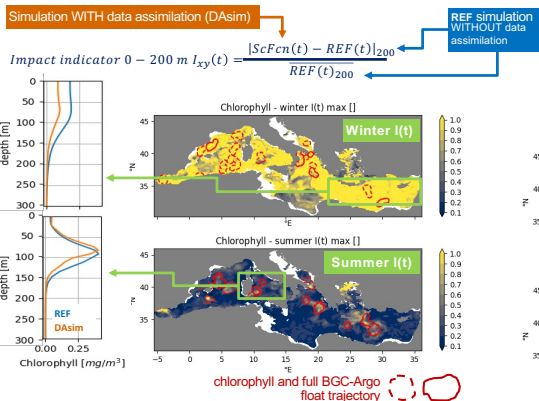 Simulation WITH data assimilation (DAsim)
REF simulation
WITHOUT data
assimilation
Impact indicator 0 − 200 m I_xy(t) = |ScFcn(t) − REF(t)|_200 / REF(t)_200
Chlorophyll - winter I(t) max []
Winter I(t)
depth [m]
0
50
100
150
200
250
300
45
40
35
°N
°E
1.0
0.9
0.8
0.7
0.6
0.5
0.4
0.3
0.2
0.1
45
40
35
°N
Chlorophyll - summer I(t) max []
Summer I(t)
depth [m]
0
50
100
150
200
250
300
REF
DAsim
0.00
0.25
Chlorophyll [mg/m³]
45
40
35
°N
-5
0
5
10
15
20
25
30
35
°E
1.0
0.9
0.8
0.7
0.6
0.5
0.4
0.3
0.2
0.1
45
40
35
°N
chlorophyll and full BGC-Argo
float trajectory